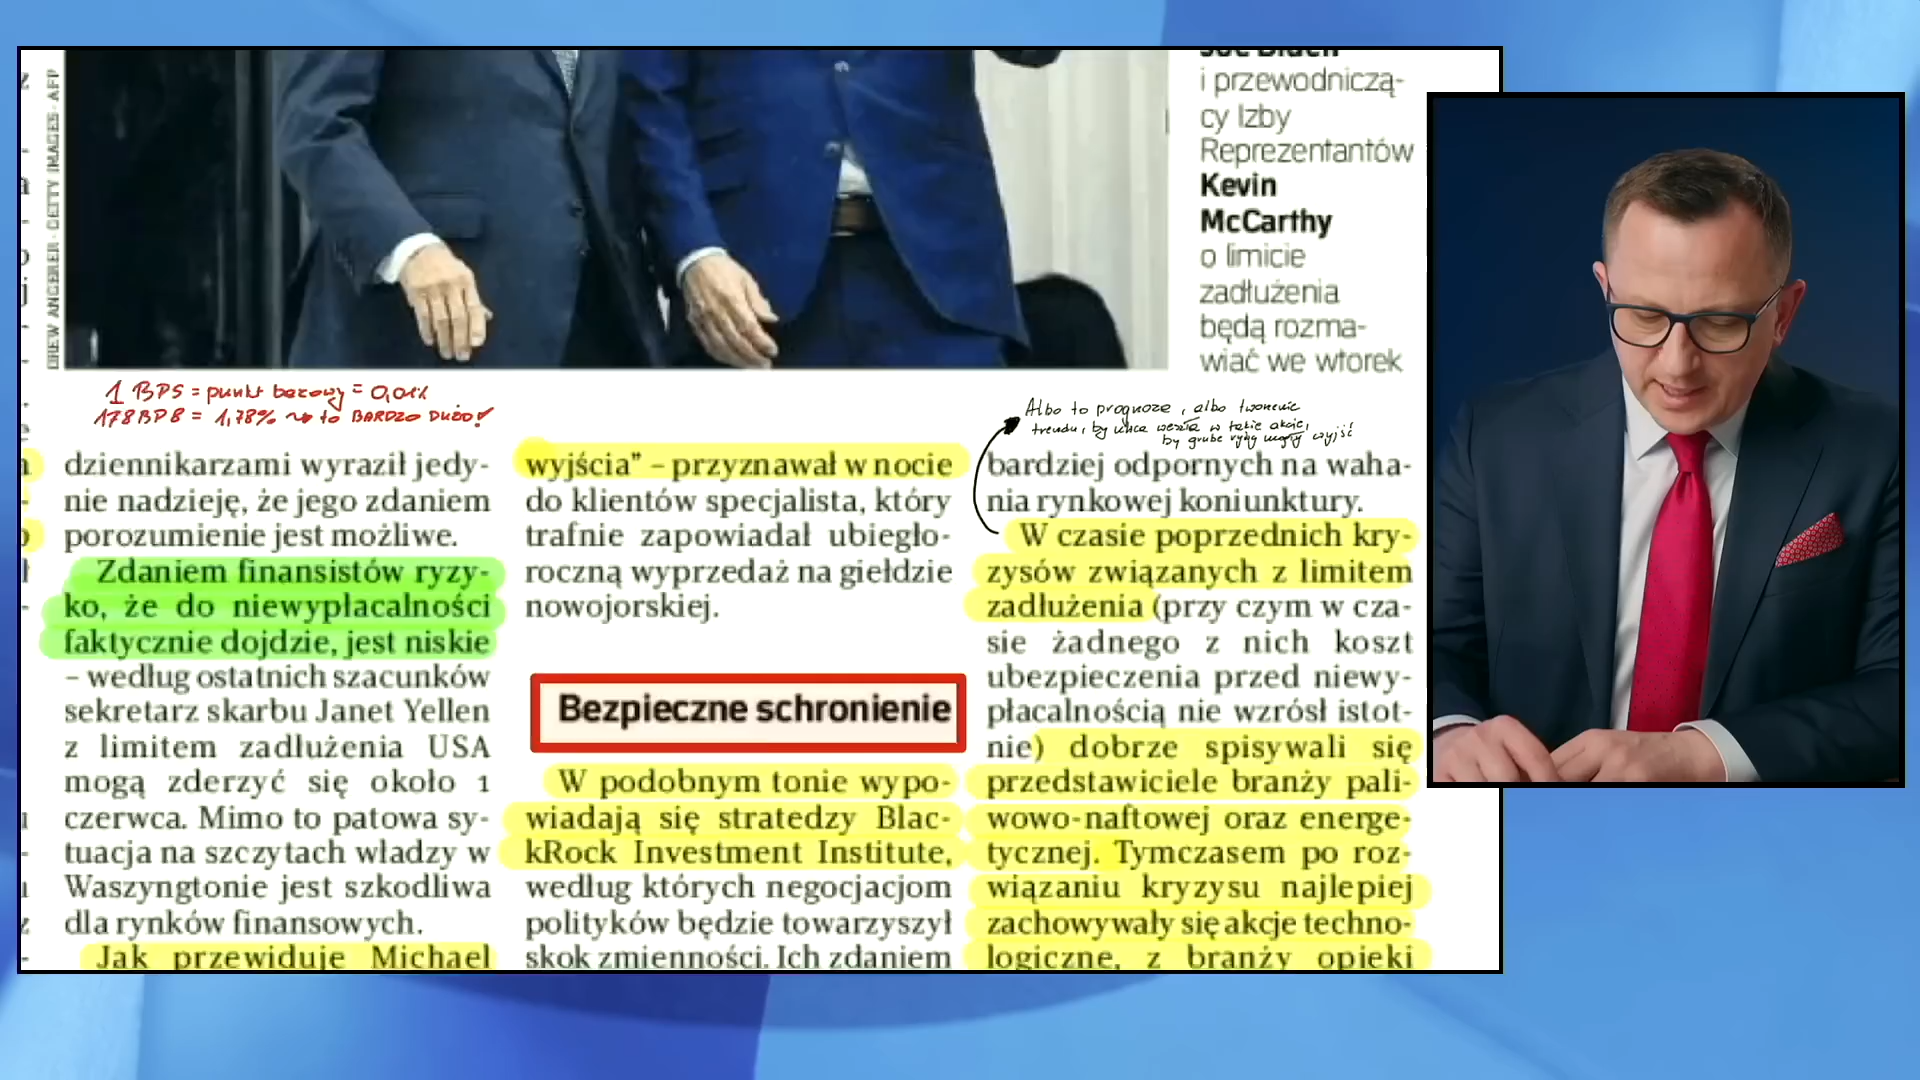 DREW ANGERER · GETTY IMAGES · AFP
Joe Biden
i przewodniczą-
cy Izby
Reprezentantów
Kevin
McCarthy
o limicie
zadłużenia
będą rozma-
wiać we wtorek
1 BPS = punkt bazowy = 0,01%
178 BPS = 1,78% ~> to BARDZO DUŻO!
dziennikarzami wyraził jedy-
nie nadzieję, że jego zdaniem
porozumienie jest możliwe.
Zdaniem finansistów ryzy-
ko, że do niewypłacalności
faktycznie dojdzie, jest niskie
– według ostatnich szacunków
sekretarz skarbu Janet Yellen
z limitem zadłużenia USA
mogą zderzyć się około 1
czerwca. Mimo to patowa sy-
tuacja na szczytach władzy w
Waszyngtonie jest szkodliwa
dla rynków finansowych.
Jak przewiduje Michael
wyjścia” – przyznawał w nocie
do klientów specjalista, który
trafnie zapowiadał ubiegło-
roczną wyprzedaż na giełdzie
nowojorskiej.
Bezpieczne schronienie
W podobnym tonie wypo-
wiadają się stratedzy Blac-
kRock Investment Institute,
według których negocjacjom
polityków będzie towarzyszył
skok zmienności. Ich zdaniem
Albo to prognoza, albo tworzenie
trendu, by ulica weszła w takie akcje,
by grube ryby mogły wyjść
bardziej odpornych na waha-
nia rynkowej koniunktury.
W czasie poprzednich kry-
zysów związanych z limitem
zadłużenia (przy czym w cza-
sie żadnego z nich koszt
ubezpieczenia przed niewy-
płacalnością nie wzrósł istot-
nie) dobrze spisywali się
przedstawiciele branży pali-
wowo-naftowej oraz energe-
tycznej. Tymczasem po roz-
wiązaniu kryzysu najlepiej
zachowywały się akcje techno-
logiczne, z branży opieki